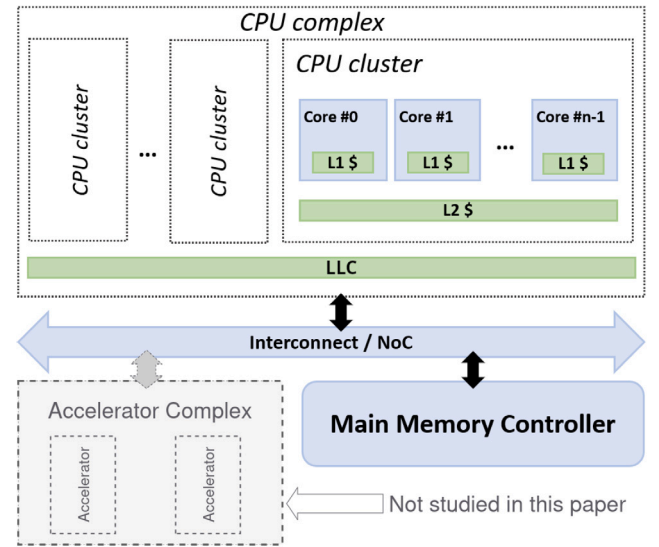 CPU complex
CPU cluster
...
CPU cluster
CPU cluster
Core #0
Core #1
...
Core #n-1
L1 $
L1 $
L1 $
L2 $
LLC
Interconnect / NoC
Accelerator Complex
Accelerator
Accelerator
Main Memory Controller
Not studied in this paper